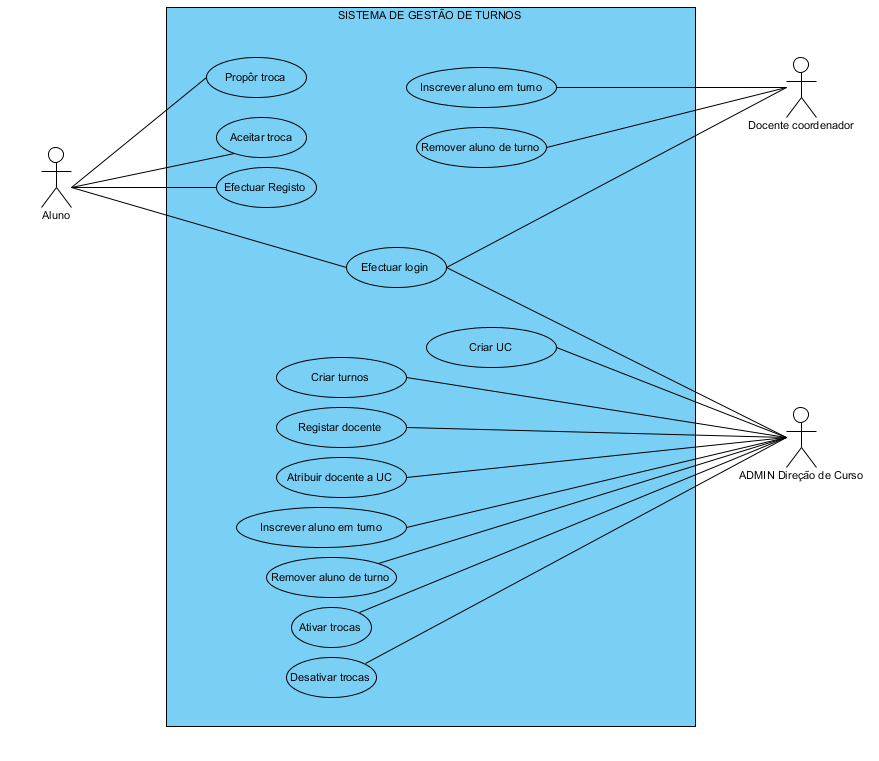 SISTEMA DE GESTÃO DE TURNOS
Propôr troca
Inscrever aluno em turno
Docente coordenador
Aceitar troca
Remover aluno de turno
Efectuar Registo
Aluno
Efectuar login
Criar UC
Criar turnos
Registar docente
Atribuir docente a UC
ADMIN Direção de Curso
Inscrever aluno em turno
Remover aluno de turno
Ativar trocas
Desativar trocas